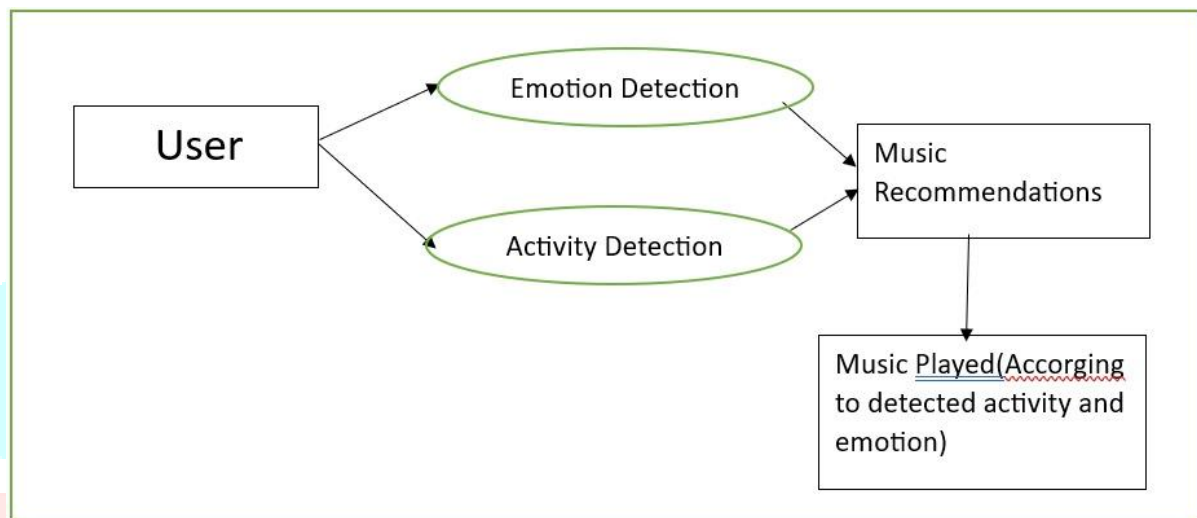 User
Emotion Detection
Activity Detection
Music
Recommendations
Music Played(Accorging
to detected activity and
emotion)